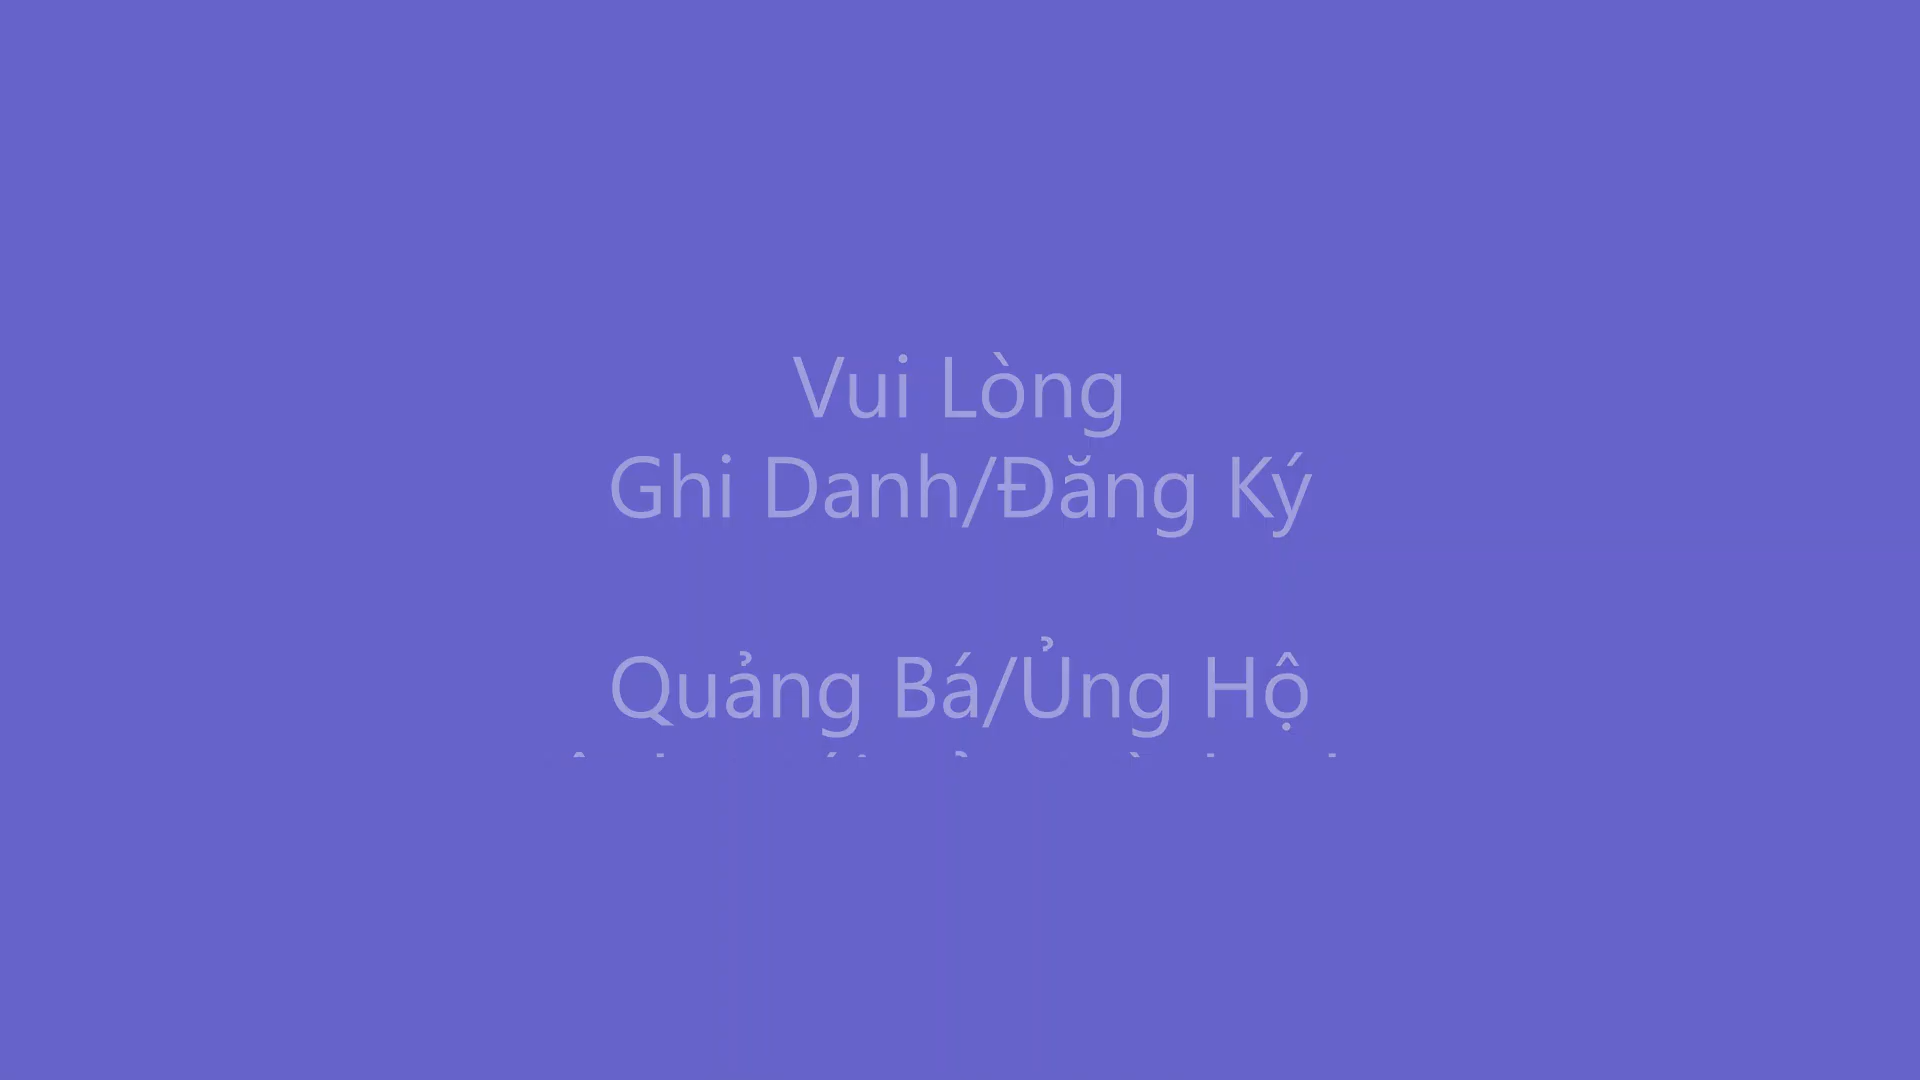 Vui Lòng
Ghi Danh/Đăng Ký
Quảng Bá/Ủng Hộ